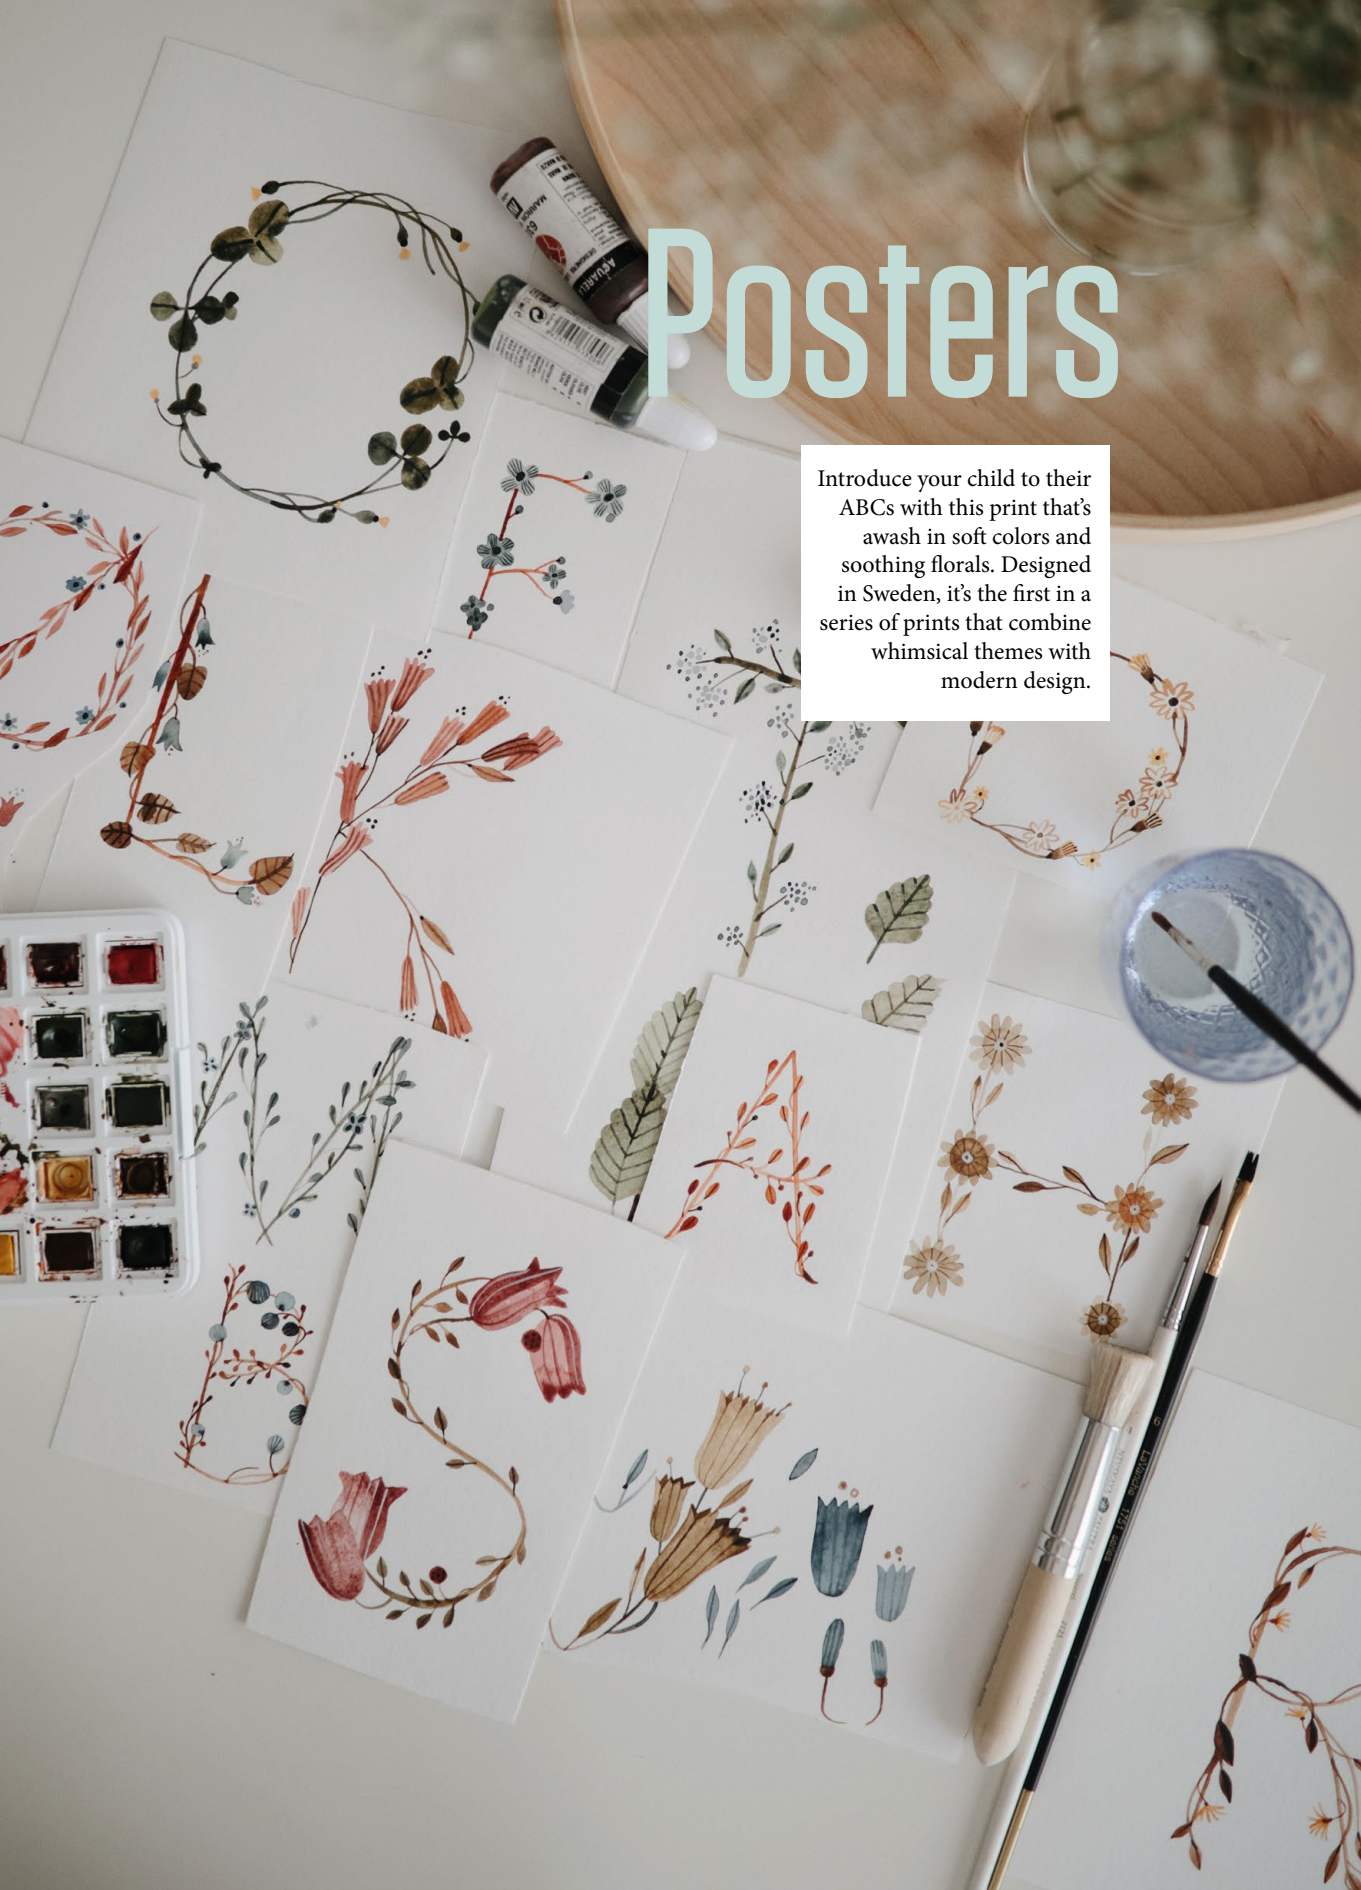 Posters
Introduce your child to their
ABCs with this print that's
awash in soft colors and
soothing florals. Designed
in Sweden, it's the first in a
series of prints that combine
whimsical themes with
modern design.
O
F
L
K
D
A
H
B
S
R